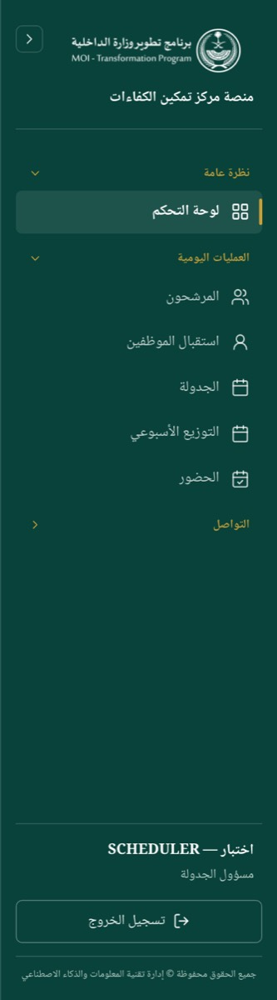 برنامج تطوير وزارة الداخلية
MOI - Transformation Program
منصة مركز تمكين الكفاءات
نظرة عامة
لوحة التحكم
العمليات اليومية
المرشحون
استقبال الموظفين
الجدولة
التوزيع الأسبوعي
الحضور
التواصل
اختبار — SCHEDULER
مسؤول الجدولة
تسجيل الخروج
جميع الحقوق محفوظة © إدارة تقنية المعلومات والذكاء الاصطناعي